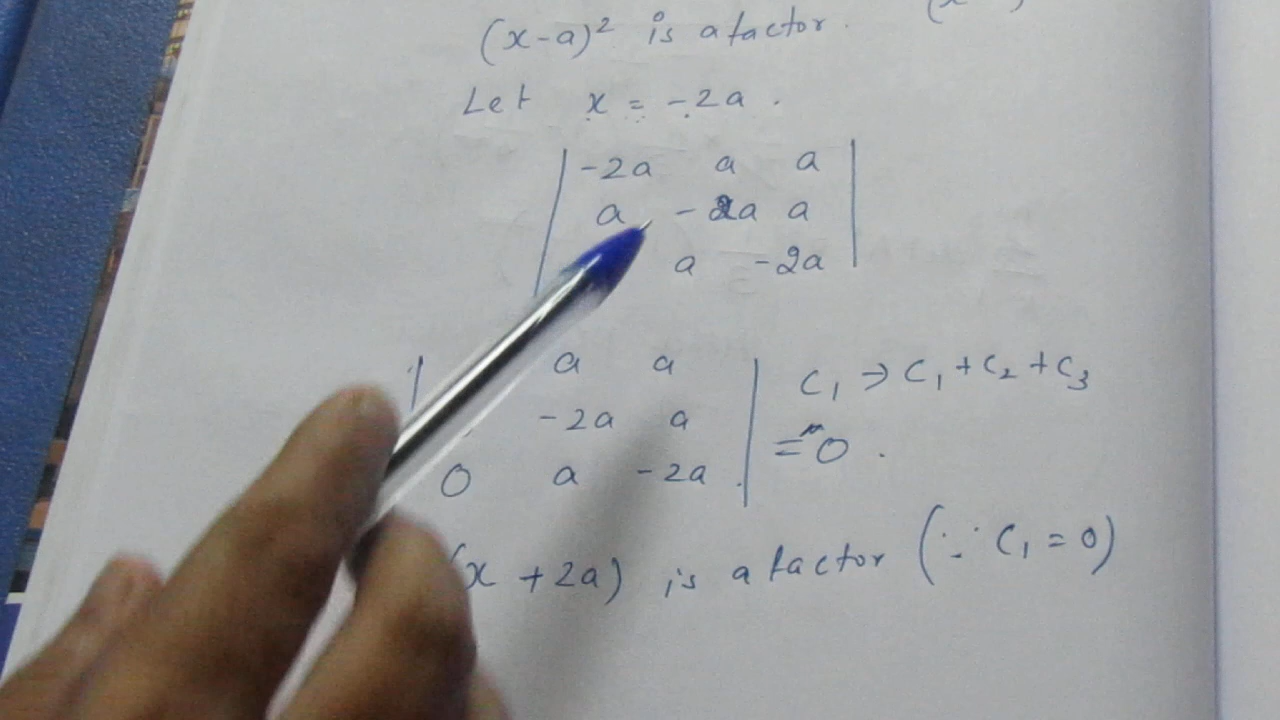 (x-a)² is a factor.
Let x = -2a.
| -2a a a |
| a -2a a |
| a -2a |
| a a | C₁ → C₁ + C₂ + C₃
| -2a a | = 0.
| 0 a -2a |
(x + 2a) is a factor (∵ C₁ = 0)